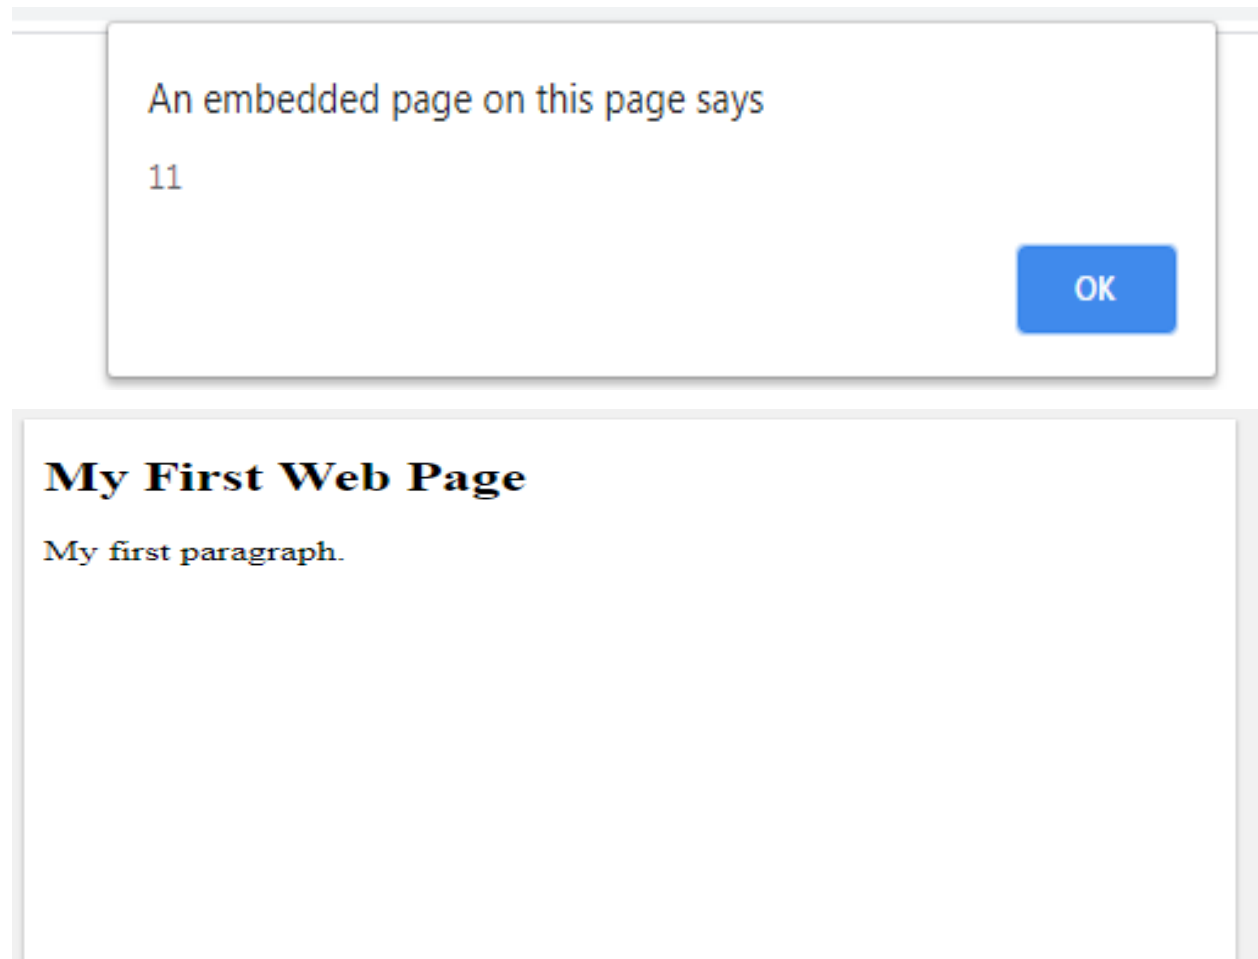 An embedded page on this page says
11
OK
My First Web Page
My first paragraph.